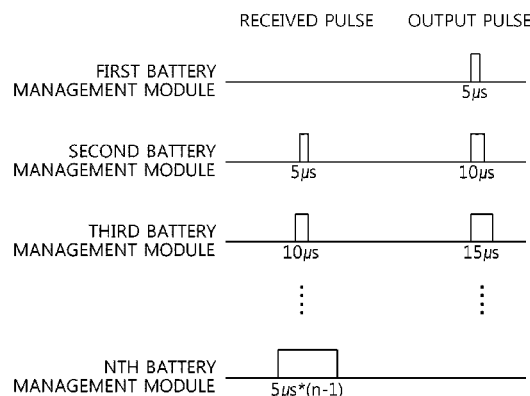 RECEIVED PULSE OUTPUT PULSE
FIRST BATTERY
MANAGEMENT MODULE
5μs
SECOND BATTERY
MANAGEMENT MODULE
5μs 10μs
THIRD BATTERY
MANAGEMENT MODULE
10μs 15μs
NTH BATTERY
MANAGEMENT MODULE
5μs*(n-1)